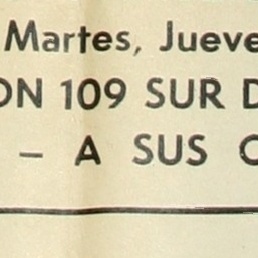 Martes, Jueve
ON 109 SUR D
– A SUS O